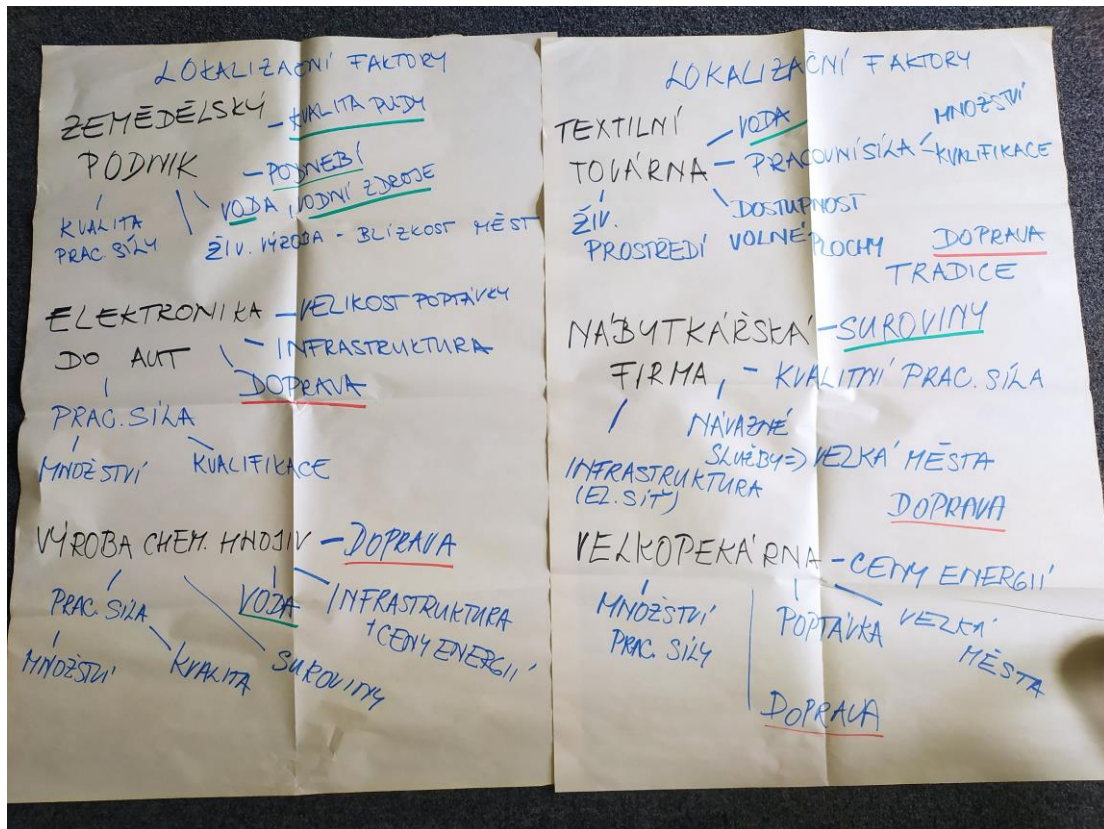 LOKALIZAČNÍ FAKTORY
ZEMĚDĚLSKÝ
PODNIK
- KVALITA PUDY
- PODNEBÍ
VODA, VODNÍ ZDROJE
ŽIV. VÝROBA - BLÍZKOST MĚST
KVALITA
PRAC. SÍLY
ELEKTRONIKA
DO AUT
- VELIKOST POPTÁVKY
- INFRASTRUKTURA
DOPRAVA
PRAC. SÍLA
MNOŽSTVÍ
KVALIFIKACE
VÝROBA CHEM. HNOJIV - DOPRAVA
PRAC. SÍLA
MNOŽSTVÍ
KVALITA
SUROVINY
VODA
INFRASTRUKTURA
+ CENY ENERGIÍ
LOKALIZAČNÍ FAKTORY
TEXTILNÍ
TOVÁRNA
VODA
- PRACOVNÍ SÍLA
MNOŽSTVÍ
KVALIFIKACE
DOSTUPNOST
VOLNÉ PLOCHY
ŽIV.
PROSTŘEDÍ
DOPRAVA
TRADICE
NÁBYTKÁŘSKÁ
FIRMA
- SUROVINY
- KVALITNÍ PRAC. SÍLA
NÁVAZNÉ
SLUŽBY => VELKÁ MĚSTA
INFRASTRUKTURA
(EL. SÍŤ)
DOPRAVA
VELKOPEKÁRNA - CENY ENERGIÍ
MNOŽSTVÍ
PRAC. SÍLY
POPTÁVKA
VELKÁ
MĚSTA
DOPRAVA